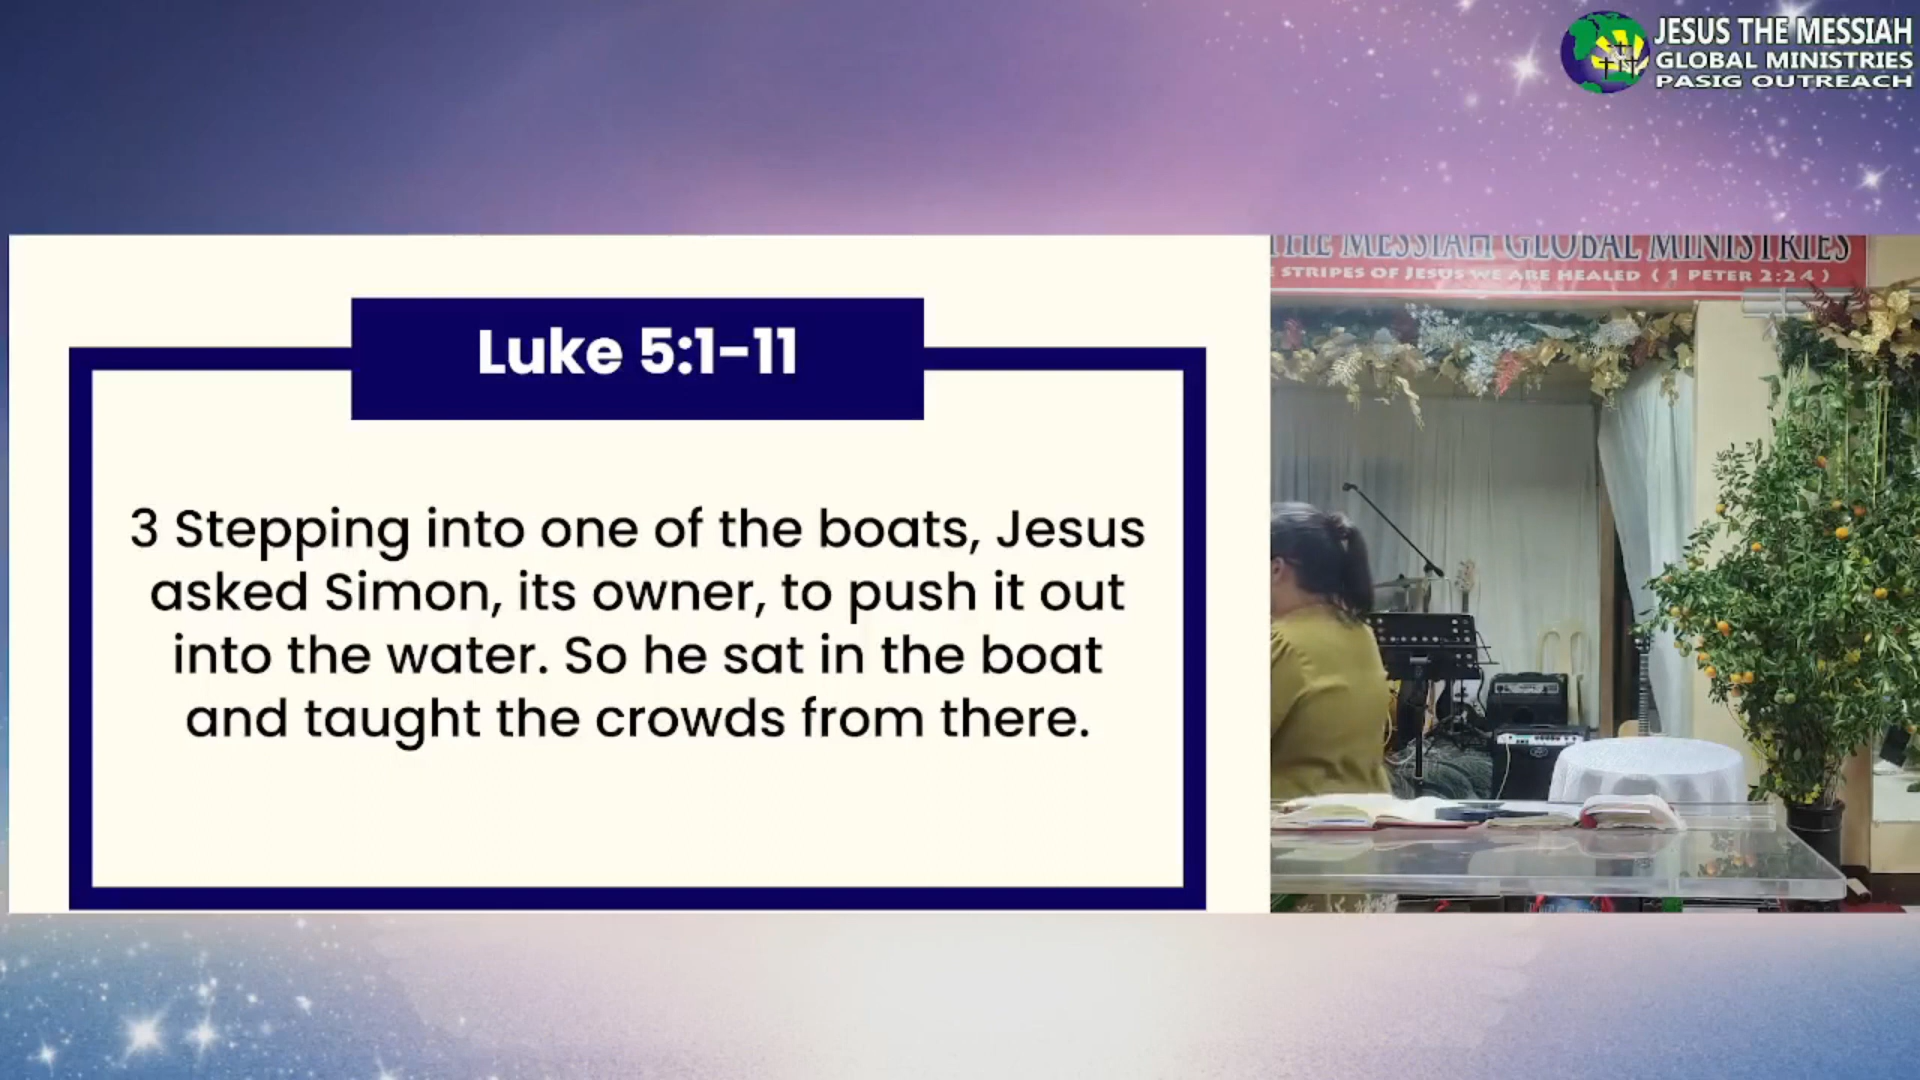 JESUS THE MESSIAH
GLOBAL MINISTRIES
PASIG OUTREACH
Luke 5:1-11
3 Stepping into one of the boats, Jesus
asked Simon, its owner, to push it out
into the water. So he sat in the boat
and taught the crowds from there.
THE MESSIAH GLOBAL MINISTRIES
STRIPES OF JESUS WE ARE HEALED ( 1 PETER 2:24 )